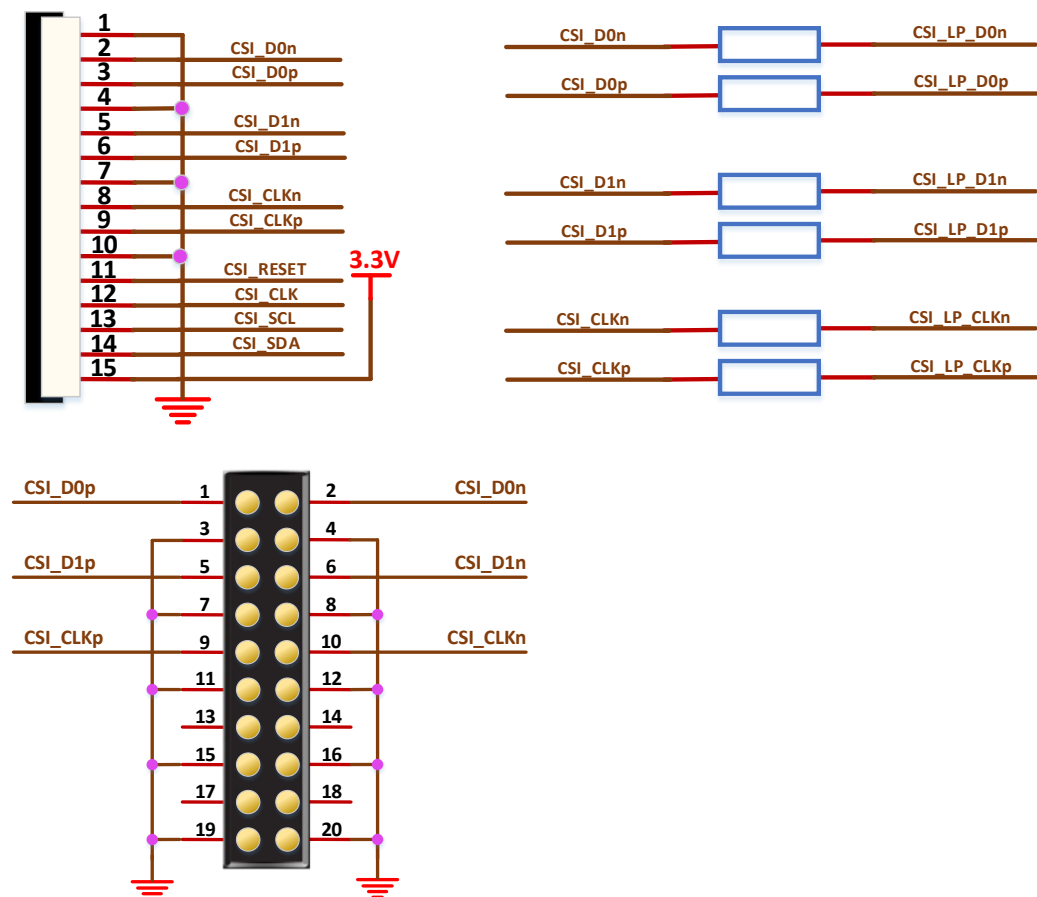 1
2 CSI_D0n
3 CSI_D0p
4
5 CSI_D1n
6 CSI_D1p
7
8 CSI_CLKn
9 CSI_CLKp
10
11 CSI_RESET
12 CSI_CLK
13 CSI_SCL
14 CSI_SDA
15
3.3V
CSI_D0n CSI_LP_D0n
CSI_D0p CSI_LP_D0p
CSI_D1n CSI_LP_D1n
CSI_D1p CSI_LP_D1p
CSI_CLKn CSI_LP_CLKn
CSI_CLKp CSI_LP_CLKp
CSI_D0p 1 2 CSI_D0n
3 4
CSI_D1p 5 6 CSI_D1n
7 8
CSI_CLKp 9 10 CSI_CLKn
11 12
13 14
15 16
17 18
19 20